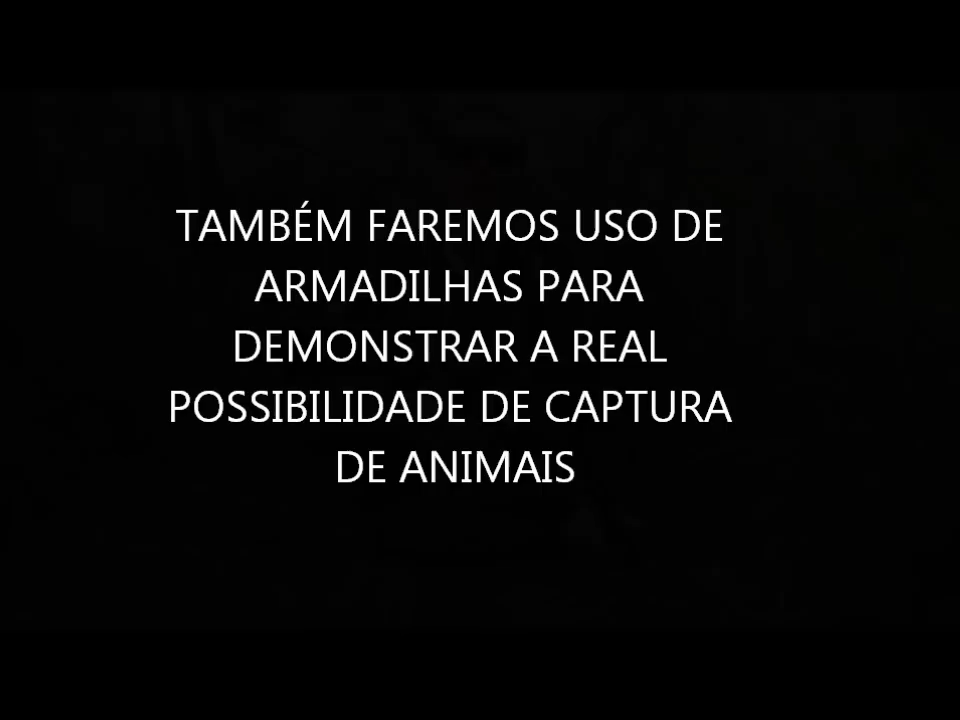 TAMBÉM FAREMOS USO DE
ARMADILHAS PARA
DEMONSTRAR A REAL
POSSIBILIDADE DE CAPTURA
DE ANIMAIS